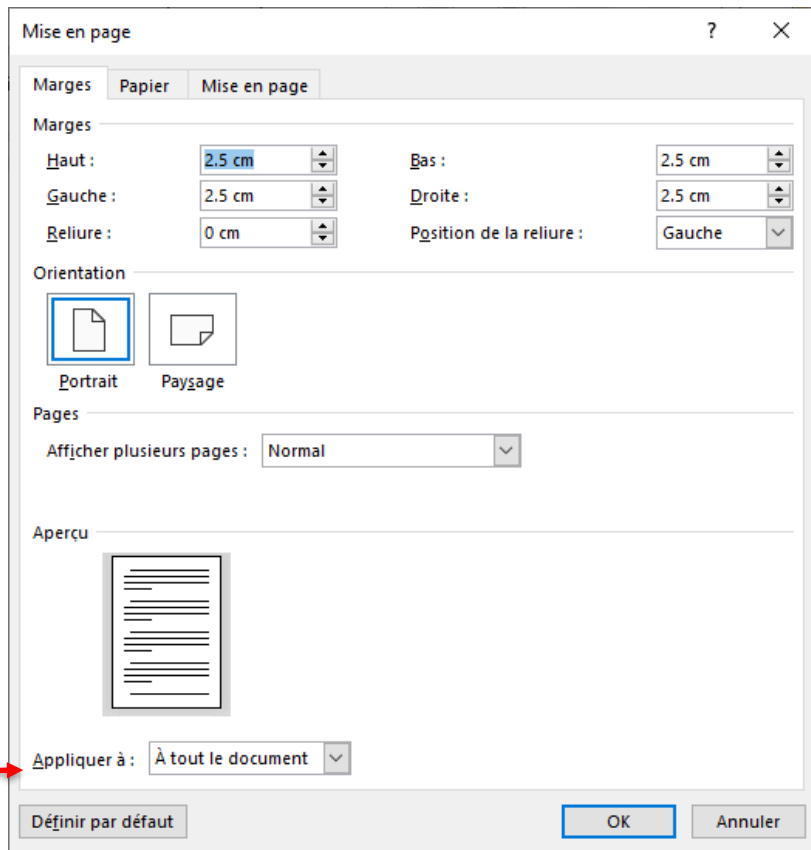 Mise en page ?
Marges Papier Mise en page
Marges
Haut : 2.5 cm Bas : 2.5 cm
Gauche : 2.5 cm Droite : 2.5 cm
Reliure : 0 cm Position de la reliure : Gauche
Orientation
Portrait Paysage
Pages
Afficher plusieurs pages : Normal
Aperçu
Appliquer à : À tout le document
Définir par défaut OK Annuler